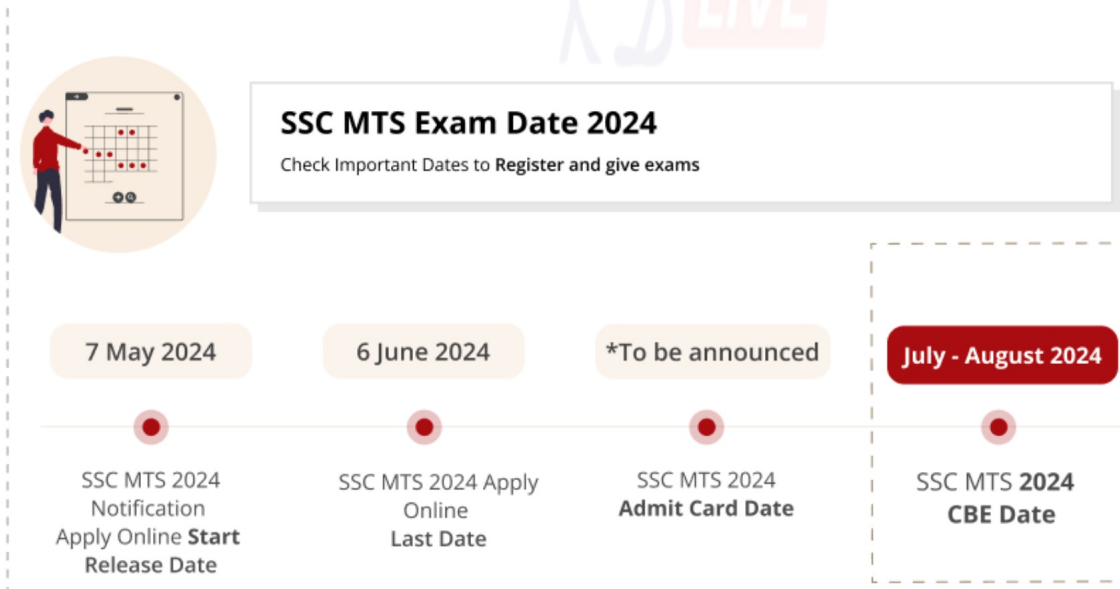 LIVE
SSC MTS Exam Date 2024
Check Important Dates to Register and give exams
7 May 2024
6 June 2024
*To be announced
July - August 2024
SSC MTS 2024
Notification
Apply Online Start
Release Date
SSC MTS 2024 Apply
Online
Last Date
SSC MTS 2024
Admit Card Date
SSC MTS 2024
CBE Date